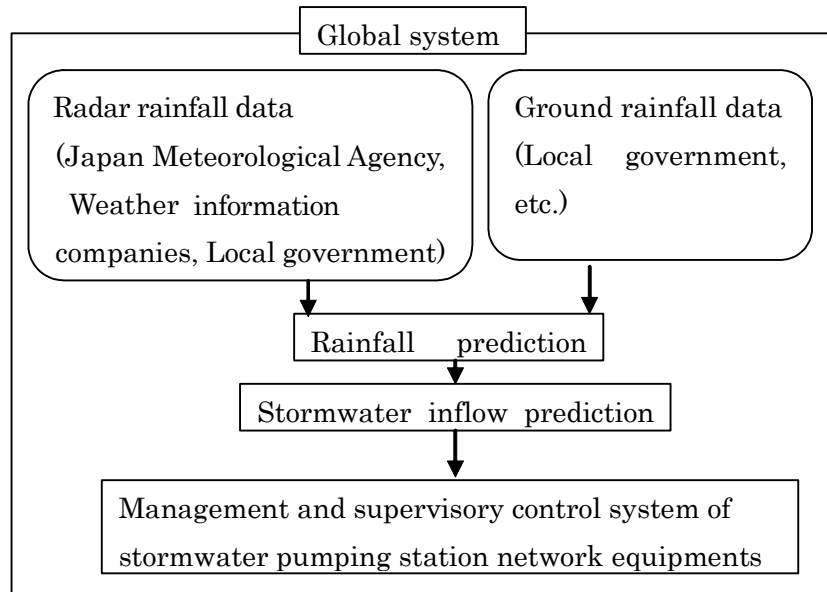 Global system
Radar rainfall data
(Japan Meteorological Agency,
Weather information
companies, Local government)
Ground rainfall data
(Local government,
etc.)
Rainfall prediction
Stormwater inflow prediction
Management and supervisory control system of
stormwater pumping station network equipments